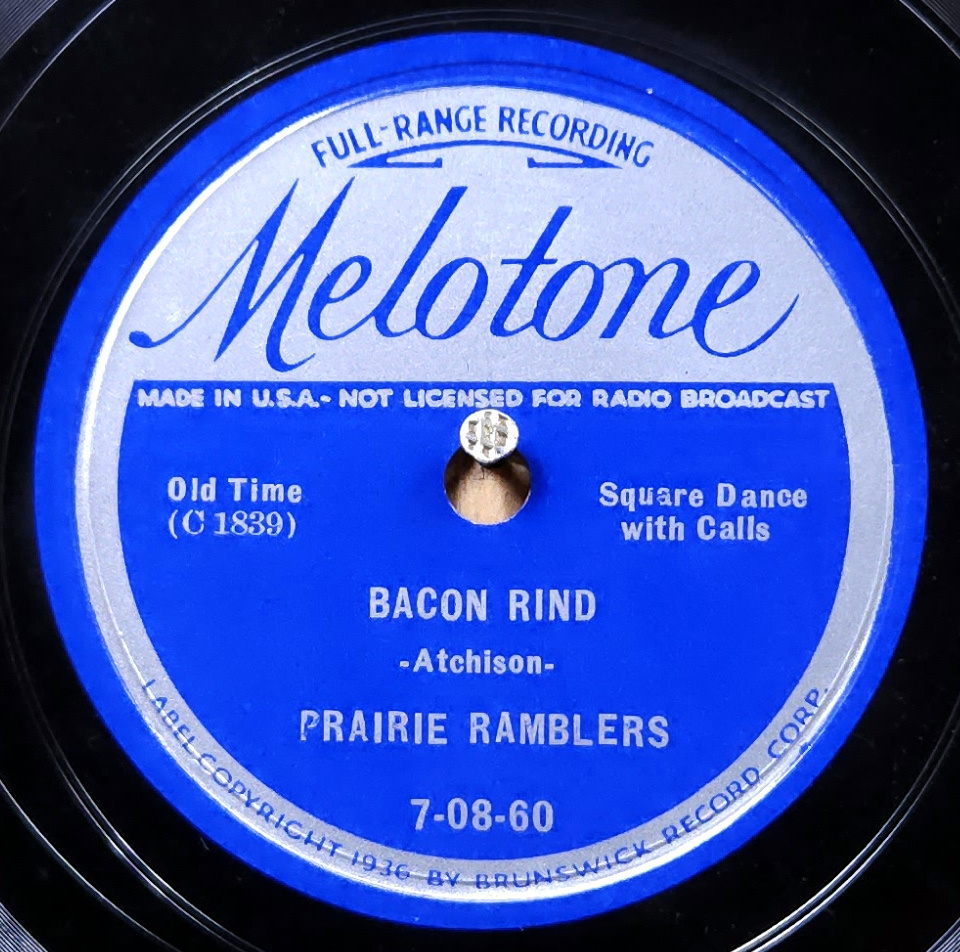 FULL-RANGE RECORDING
Melotone
MADE IN U.S.A.- NOT LICENSED FOR RADIO BROADCAST
Old Time
(C 1839)
Square Dance
with Calls
BACON RIND
-Atchison-
PRAIRIE RAMBLERS
7-08-60
LABEL COPYRIGHT 1936 BY BRUNSWICK RECORD CORP.